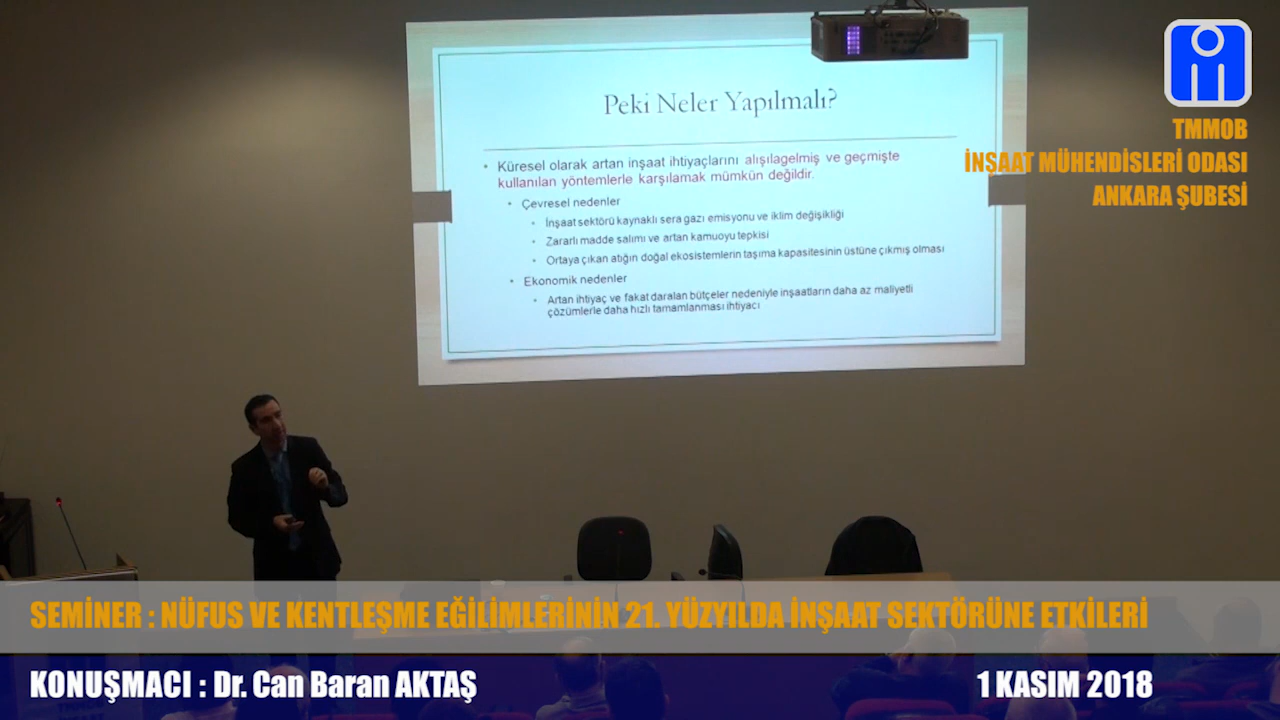 Peki Neler Yapılmalı?
• Küresel olarak artan inşaat ihtiyaçlarını alışılagelmiş ve geçmişte
kullanılan yöntemlerle karşılamak mümkün değildir.
• Çevresel nedenler
• İnşaat sektörü kaynaklı sera gazı emisyonu ve iklim değişikliği
• Zararlı madde salımı ve artan kamuoyu tepkisi
• Ortaya çıkan atığın doğal ekosistemlerin taşıma kapasitesinin üstüne çıkmış olması
• Ekonomik nedenler
• Artan ihtiyaç ve fakat daralan bütçeler nedeniyle inşaatların daha az maliyetli
çözümlerle daha hızlı tamamlanması ihtiyacı
TMMOB
İNŞAAT MÜHENDİSLERİ ODASI
ANKARA ŞUBESİ
SEMİNER : NÜFUS VE KENTLEŞME EĞİLİMLERİNİN 21. YÜZYILDA İNŞAAT SEKTÖRÜNE ETKİLERİ
KONUŞMACI : Dr. Can Baran AKTAŞ
1 KASIM 2018